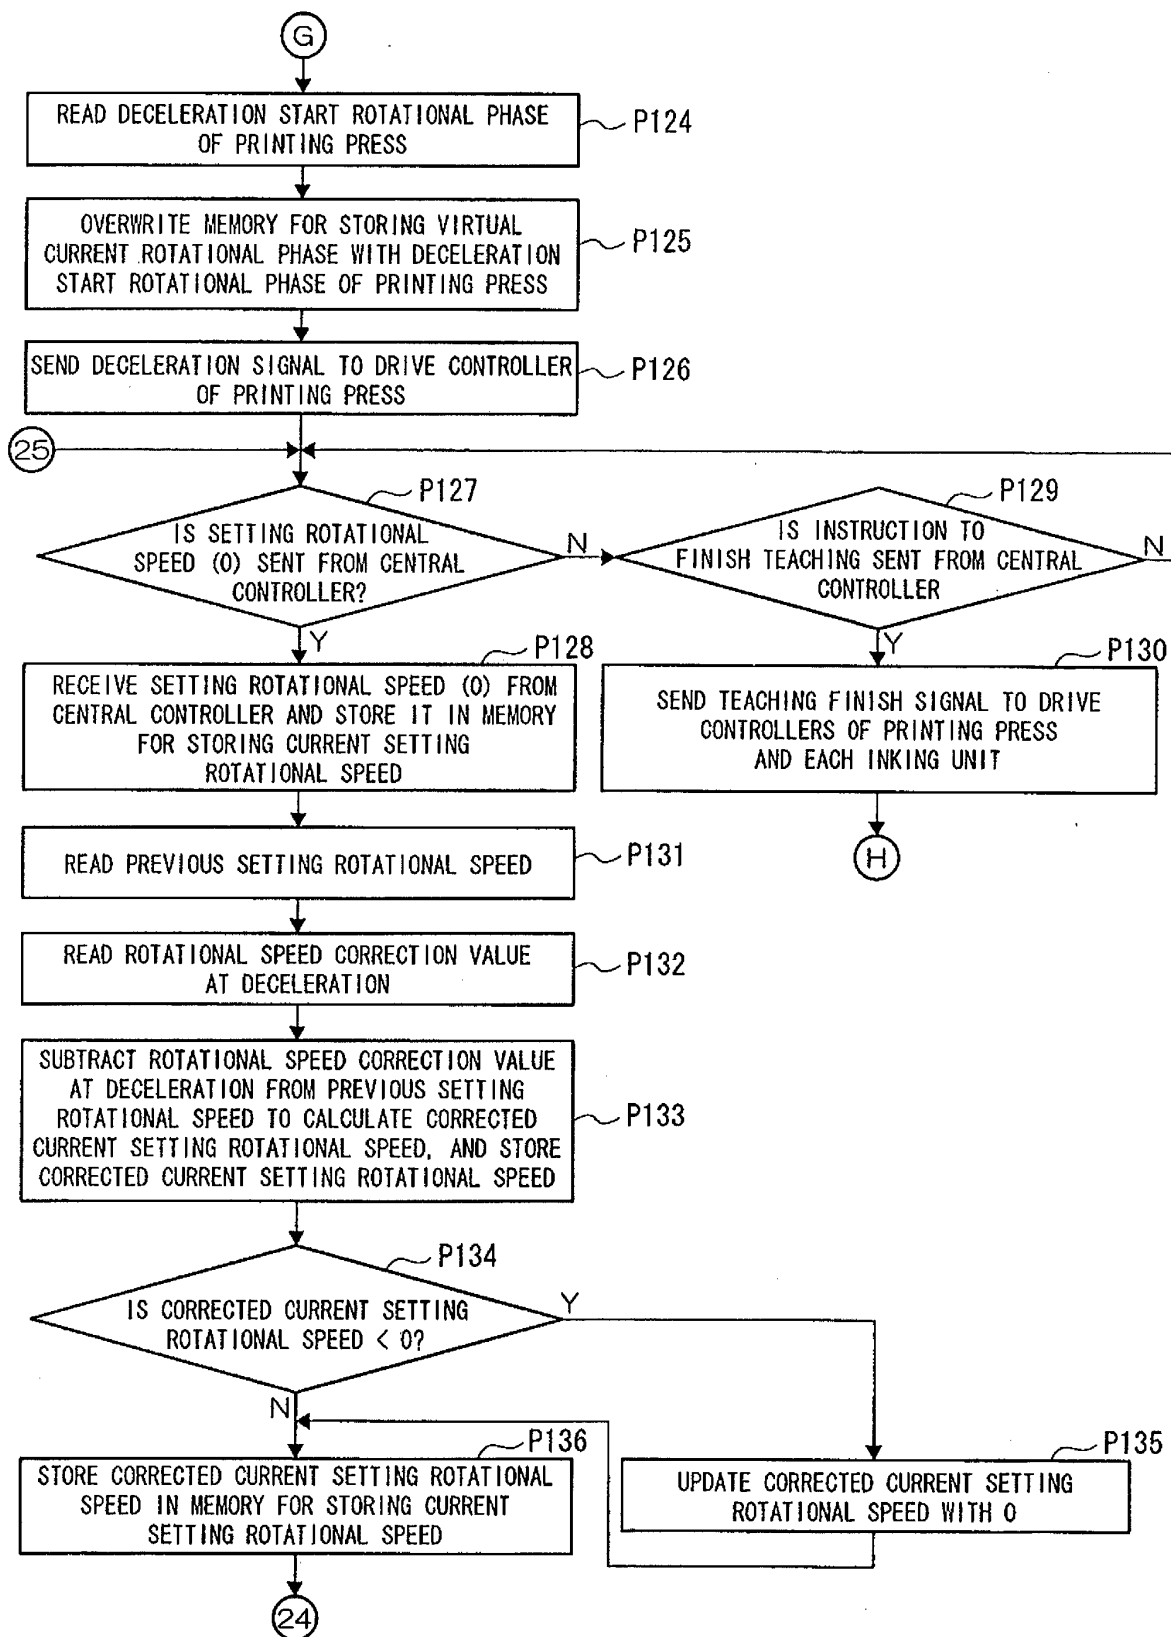 G
READ DECELERATION START ROTATIONAL PHASE
OF PRINTING PRESS
P124
OVERWRITE MEMORY FOR STORING VIRTUAL
CURRENT ROTATIONAL PHASE WITH DECELERATION
START ROTATIONAL PHASE OF PRINTING PRESS
P125
SEND DECELERATION SIGNAL TO DRIVE CONTROLLER
OF PRINTING PRESS
P126
25
P127
IS SETTING ROTATIONAL
SPEED (0) SENT FROM CENTRAL
CONTROLLER?
N
Y
P129
IS INSTRUCTION TO
FINISH TEACHING SENT FROM CENTRAL
CONTROLLER
N
Y
P128
RECEIVE SETTING ROTATIONAL SPEED (0) FROM
CENTRAL CONTROLLER AND STORE IT IN MEMORY
FOR STORING CURRENT SETTING
ROTATIONAL SPEED
P130
SEND TEACHING FINISH SIGNAL TO DRIVE
CONTROLLERS OF PRINTING PRESS
AND EACH INKING UNIT
H
READ PREVIOUS SETTING ROTATIONAL SPEED
P131
READ ROTATIONAL SPEED CORRECTION VALUE
AT DECELERATION
P132
SUBTRACT ROTATIONAL SPEED CORRECTION VALUE
AT DECELERATION FROM PREVIOUS SETTING
ROTATIONAL SPEED TO CALCULATE CORRECTED
CURRENT SETTING ROTATIONAL SPEED, AND STORE
CORRECTED CURRENT SETTING ROTATIONAL SPEED
P133
P134
IS CORRECTED CURRENT SETTING
ROTATIONAL SPEED < 0?
Y
N
P136
STORE CORRECTED CURRENT SETTING ROTATIONAL
SPEED IN MEMORY FOR STORING CURRENT
SETTING ROTATIONAL SPEED
P135
UPDATE CORRECTED CURRENT SETTING
ROTATIONAL SPEED WITH 0
24